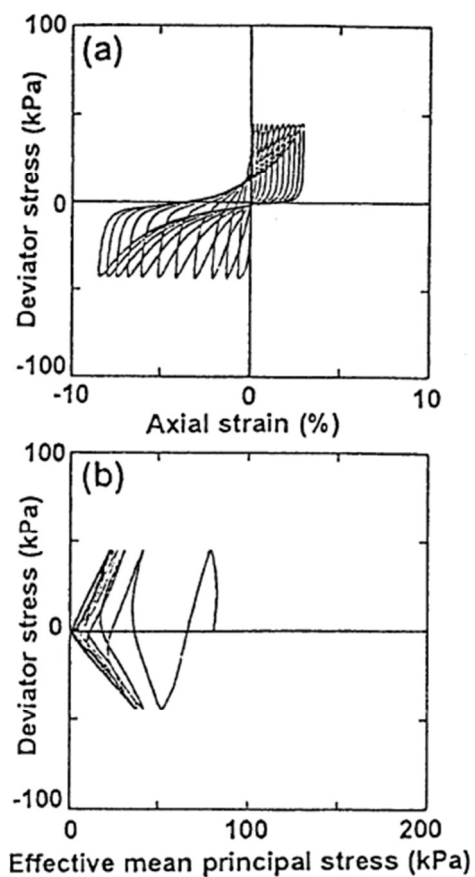 100
(a)
Deviator stress (kPa)
0
-100
-10 0 10
Axial strain (%)
100
(b)
Deviator stress (kPa)
0
-100
0 100 200
Effective mean principal stress (kPa)